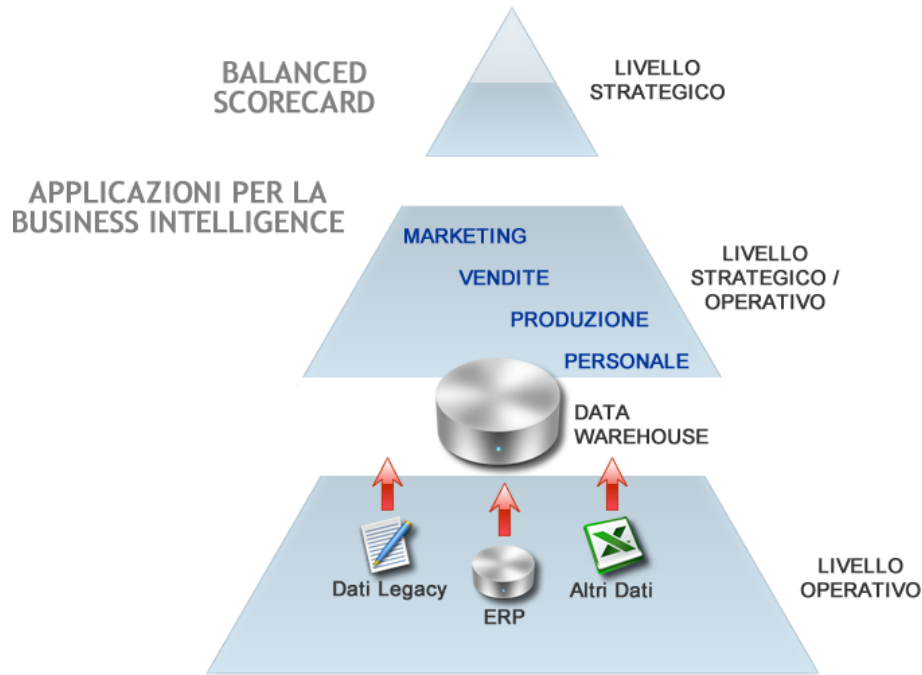 BALANCED
SCORECARD
LIVELLO
STRATEGICO
APPLICAZIONI PER LA
BUSINESS INTELLIGENCE
MARKETING
VENDITE
PRODUZIONE
PERSONALE
LIVELLO
STRATEGICO /
OPERATIVO
DATA
WAREHOUSE
Dati Legacy
ERP
Altri Dati
LIVELLO
OPERATIVO